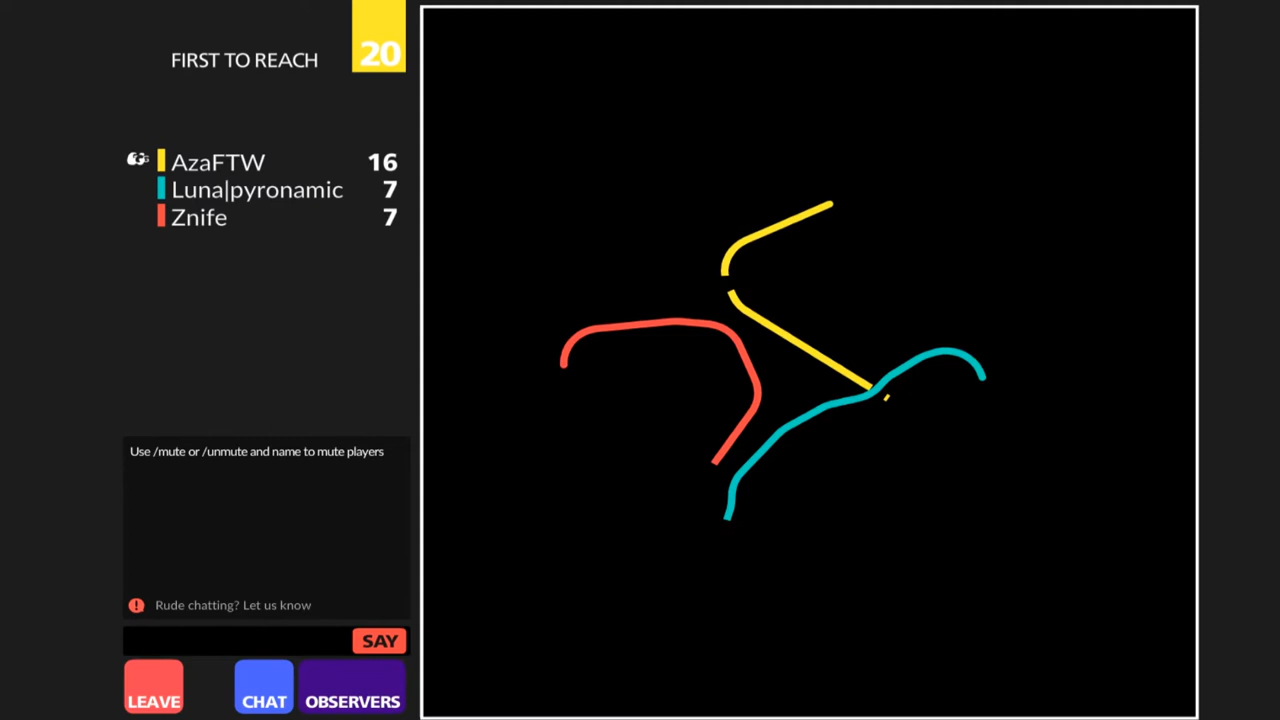 FIRST TO REACH
20
AzaFTW 16
Luna|pyronamic 7
Znife 7
Use /mute or /unmute and name to mute players
Rude chatting? Let us know
SAY
LEAVE
CHAT
OBSERVERS